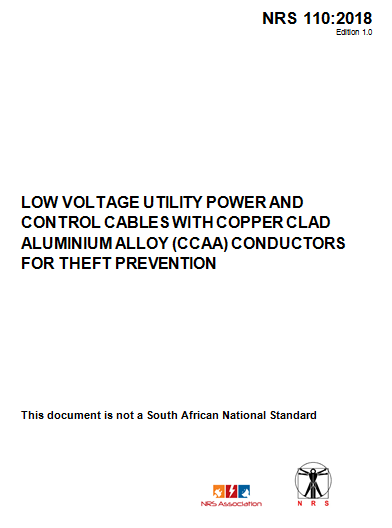 NRS 110:2018
Edition 1.0
LOW VOLTAGE UTILITY POWER AND
CONTROL CABLES WITH COPPER CLAD
ALUMINIUM ALLOY (CCAA) CONDUCTORS
FOR THEFT PREVENTION
This document is not a South African National Standard
NRS Association
N R S